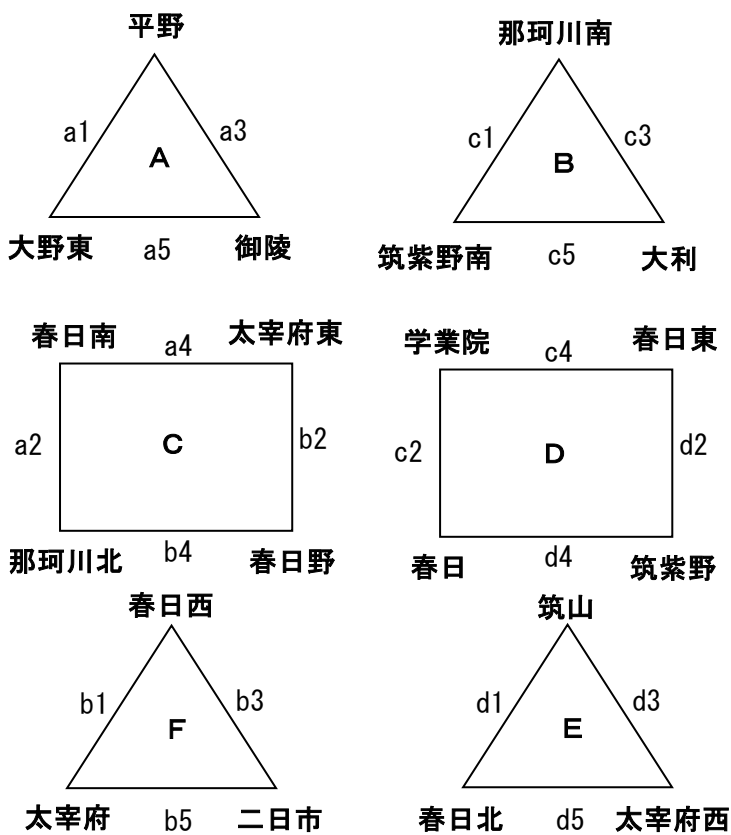 平野
a1 a3
A
大野東 a5 御陵
那珂川南
c1 c3
B
筑紫野南 c5 大利
春日南 a4 太宰府東
a2 C b2
那珂川北 b4 春日野
学業院 c4 春日東
c2 D d2
春日 d4 筑紫野
春日西
b1 b3
F
太宰府 b5 二日市
筑山
d1 d3
E
春日北 d5 太宰府西